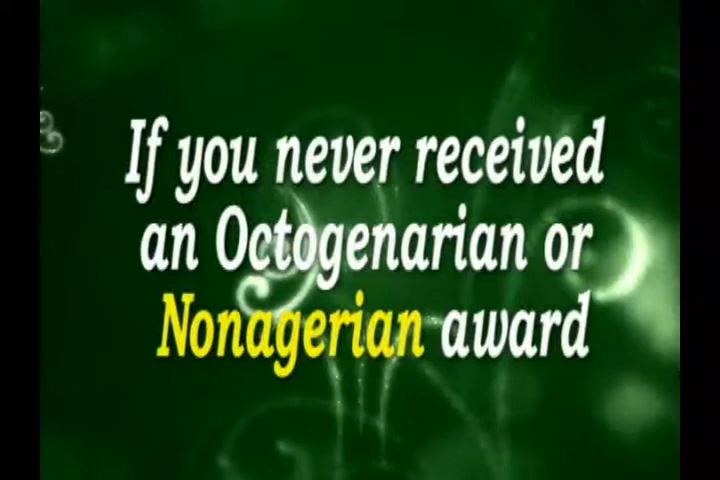 If you never received
an Octogenarian or
Nonagerian award